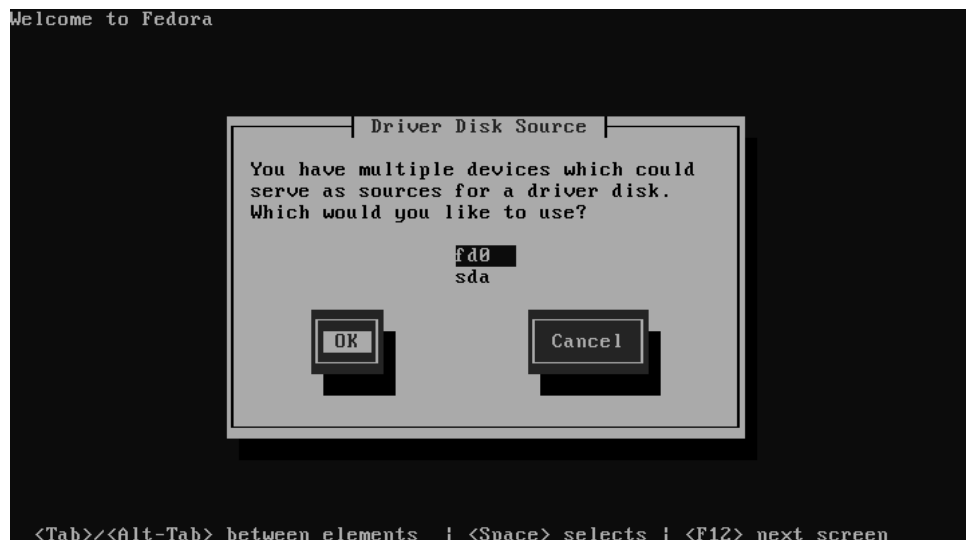 Welcome to Fedora
Driver Disk Source
You have multiple devices which could
serve as sources for a driver disk.
Which would you like to use?
fd0
sda
OK
Cancel
<Tab>/<Alt-Tab> between elements | <Space> selects | <F12> next screen